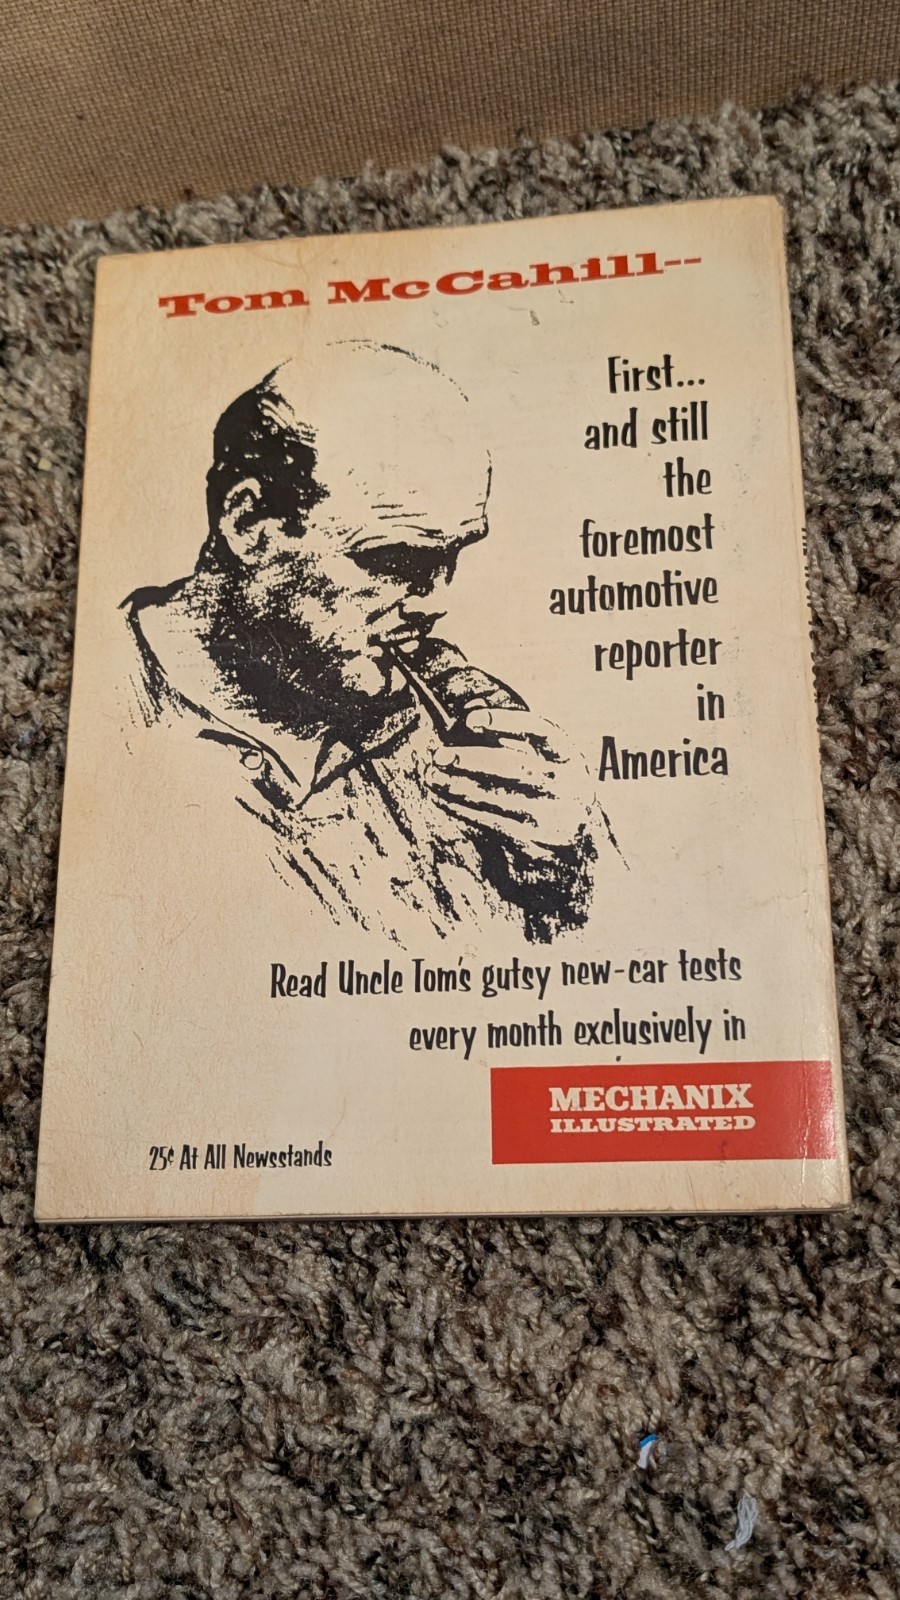 Tom McCahill--
First...
and still
the
foremost
automotive
reporter
in
America
Read Uncle Tom's gutsy new-car tests
every month exclusively in
MECHANIX
ILLUSTRATED
25¢ At All Newsstands